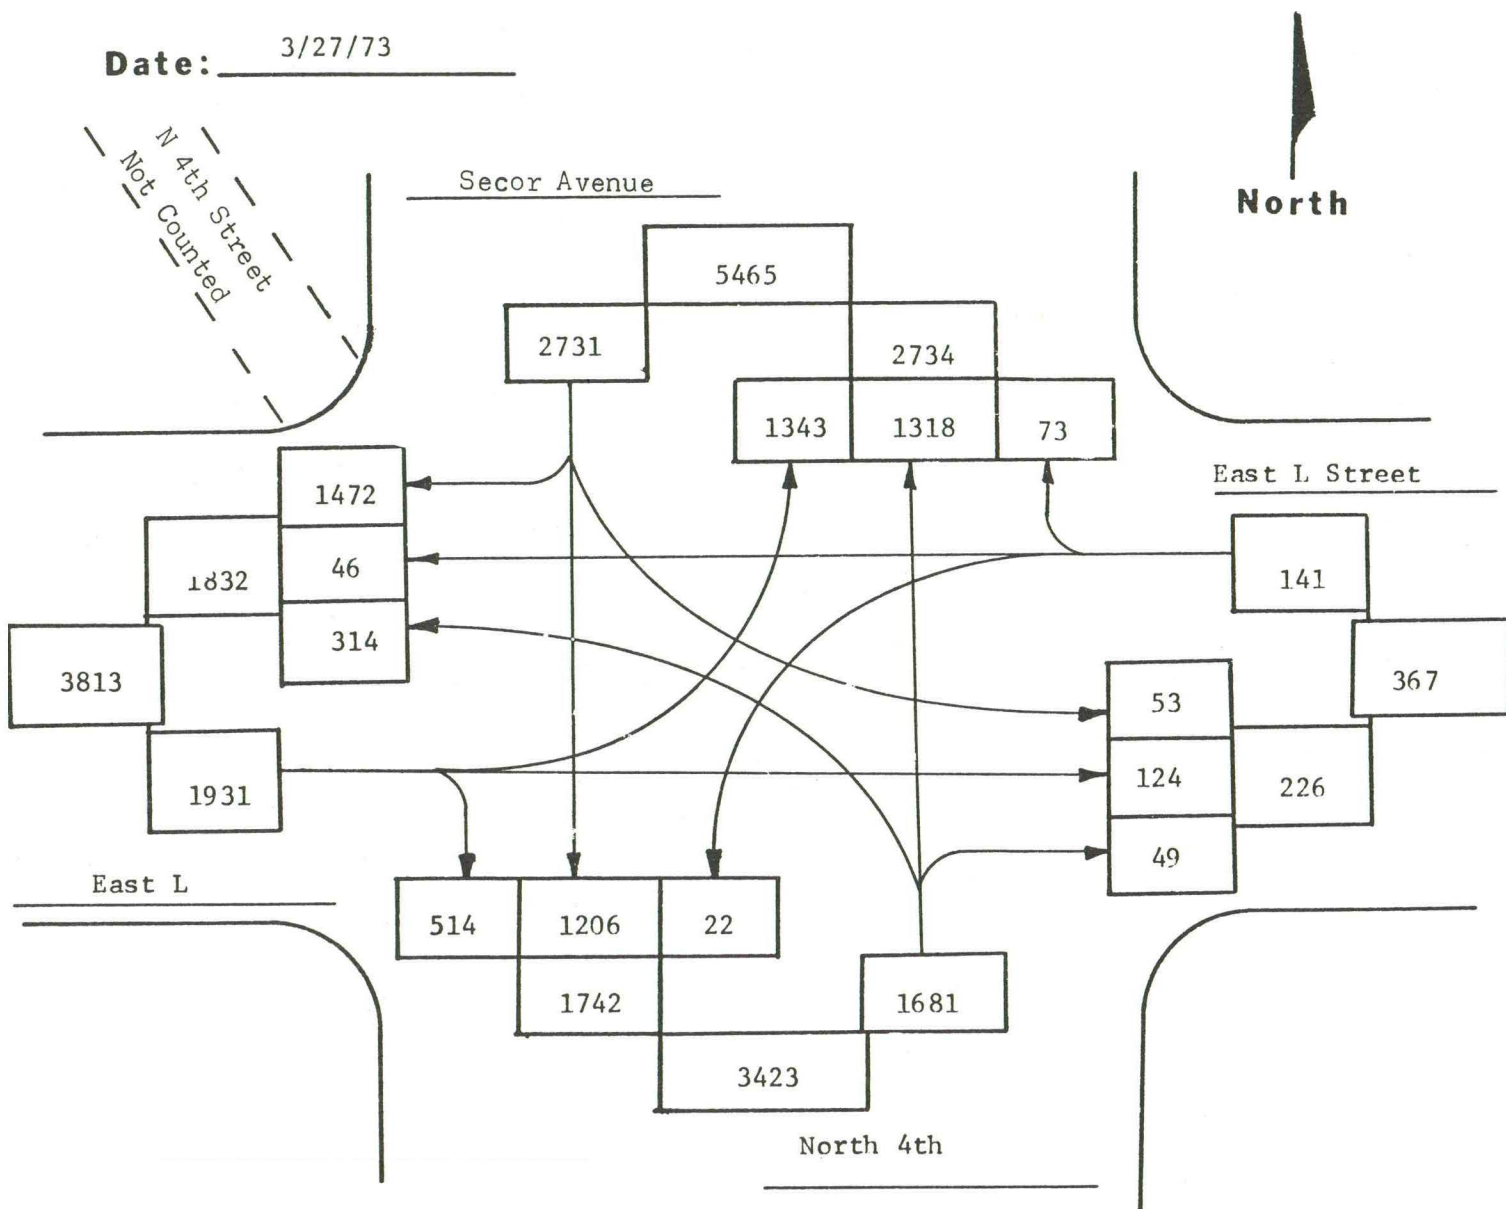 Date: 3/27/73
N 4th Street
Not Counted
Secor Avenue
North
5465
2731
2734
1343 1318 73
East L Street
1472
1832 46 141
314
3813 367
53
1931 124 226
49
East L
514 1206 22
1742 1681
3423
North 4th